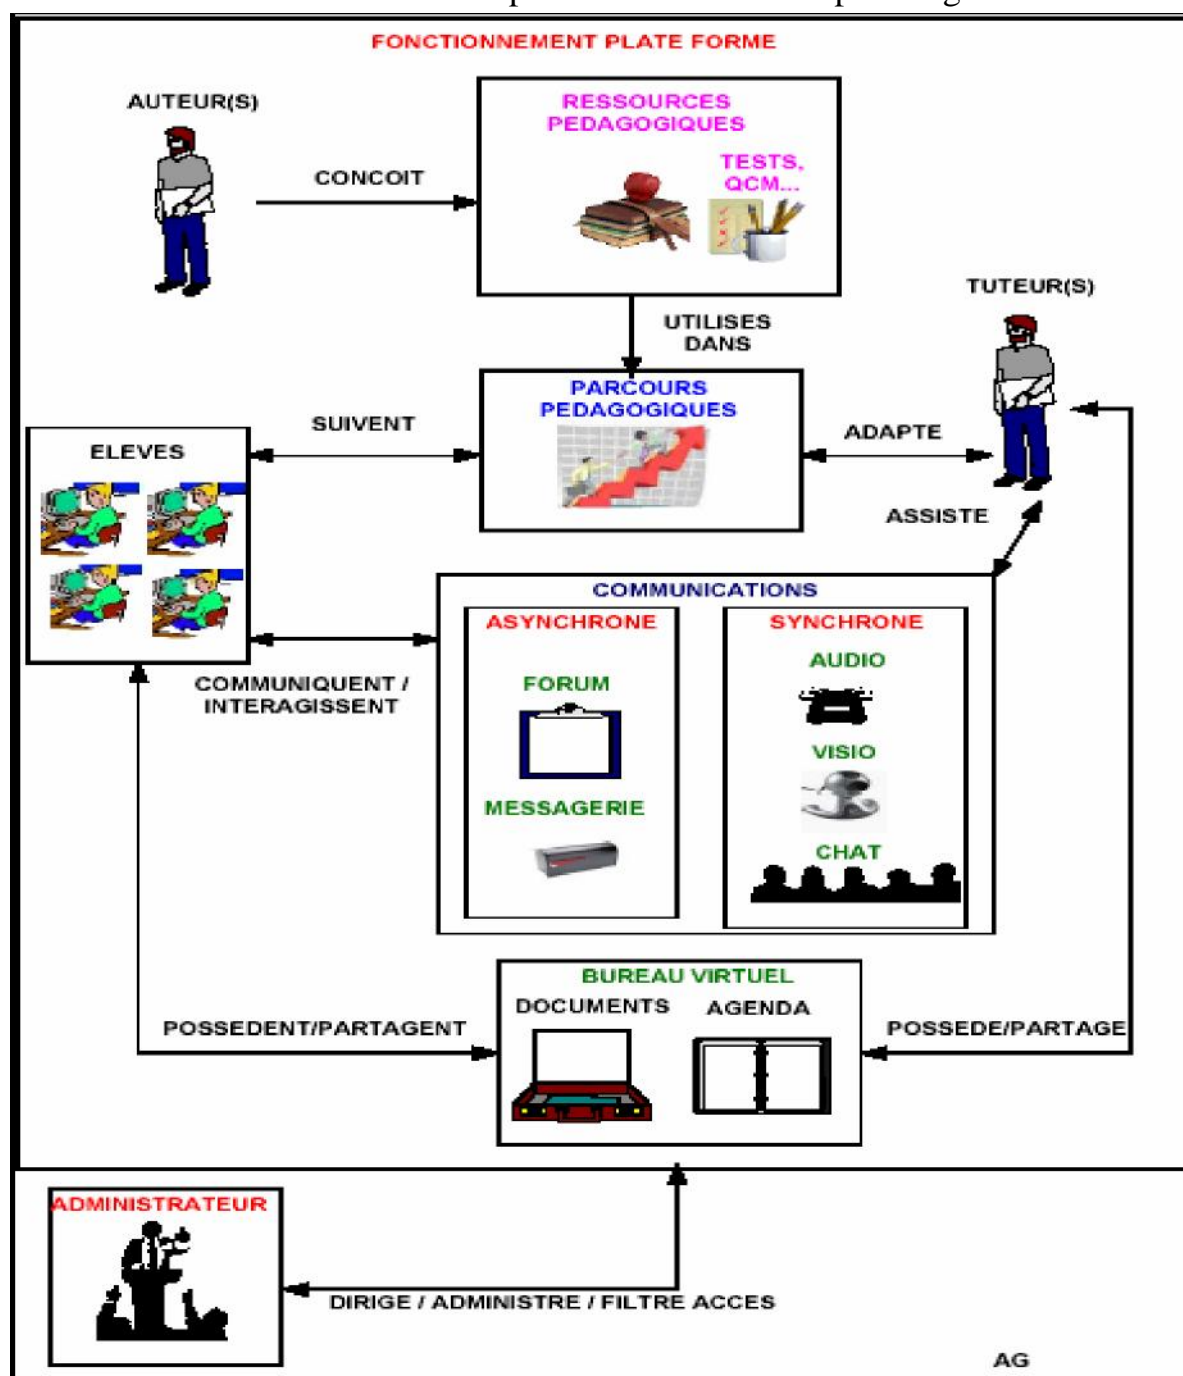 FONCTIONNEMENT PLATE FORME
AUTEUR(S)
CONCOIT
RESSOURCES
PEDAGOGIQUES
TESTS,
QCM...
UTILISES
DANS
TUTEUR(S)
PARCOURS
PEDAGOGIQUES
SUIVENT
ADAPTE
ELEVES
ASSISTE
COMMUNICATIONS
ASYNCHRONE
FORUM
MESSAGERIE
SYNCHRONE
AUDIO
VISIO
CHAT
COMMUNIQUENT /
INTERAGISSENT
BUREAU VIRTUEL
DOCUMENTS
AGENDA
POSSEDENT/PARTAGENT
POSSEDE/PARTAGE
ADMINISTRATEUR
DIRIGE / ADMINISTRE / FILTRE ACCES
AG